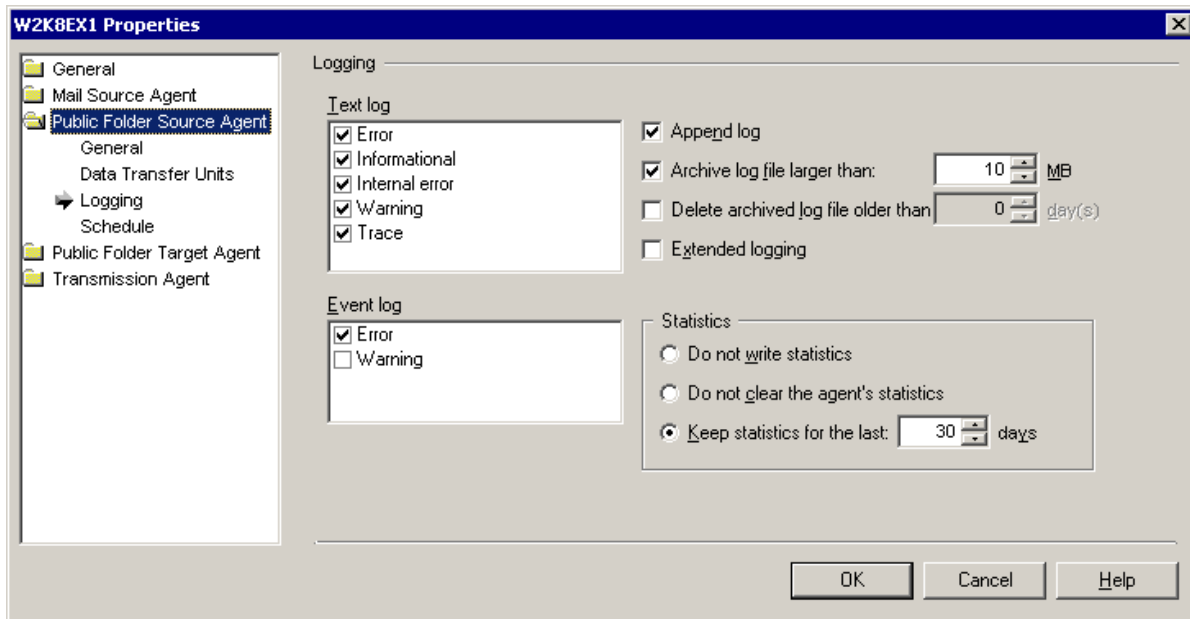 W2K8EX1 Properties
General
Mail Source Agent
Public Folder Source Agent
General
Data Transfer Units
Logging
Schedule
Public Folder Target Agent
Transmission Agent
Logging
Text log
Error
Informational
Internal error
Warning
Trace
Append log
Archive log file larger than: 10 MB
Delete archived log file older than 0 day(s)
Extended logging
Event log
Error
Warning
Statistics
Do not write statistics
Do not clear the agent's statistics
Keep statistics for the last: 30 days
OK Cancel Help